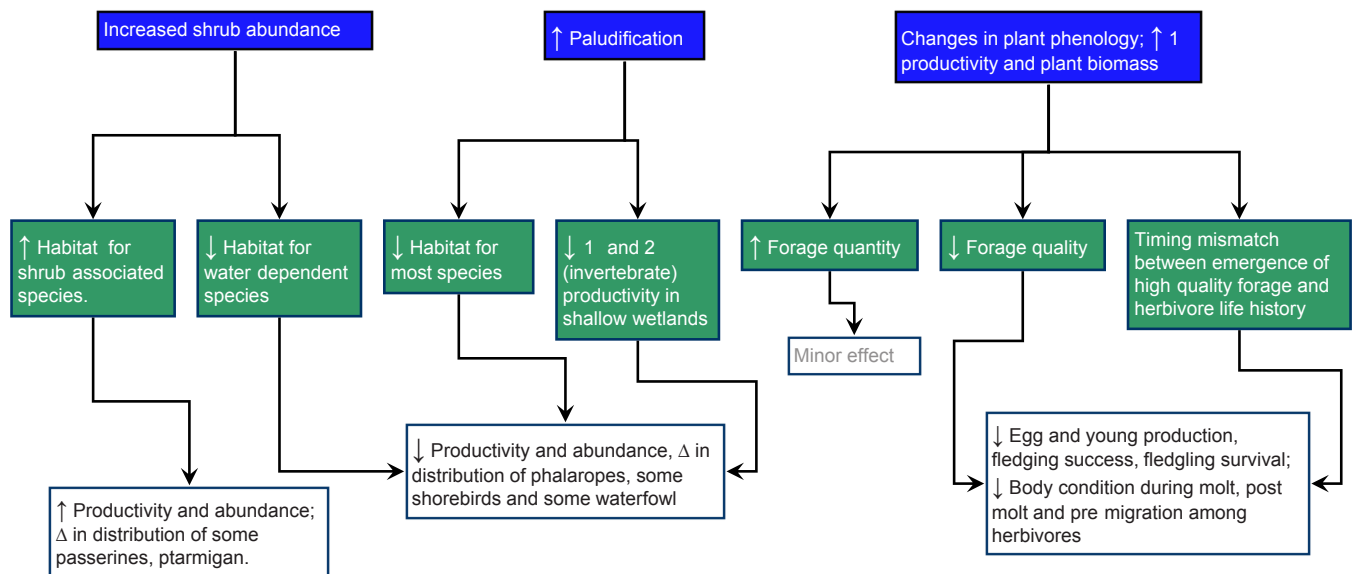 Increased shrub abundance
↑ Paludification
Changes in plant phenology; ↑ 1
productivity and plant biomass
↑ Habitat for
shrub associated
species.
↓ Habitat for
water dependent
species
↓ Habitat for
most species
↓ 1 and 2
(invertebrate)
productivity in
shallow wetlands
↑ Forage quantity
↓ Forage quality
Timing mismatch
between emergence of
high quality forage and
herbivore life history
Minor effect
↓ Productivity and abundance, Δ in
distribution of phalaropes, some
shorebirds and some waterfowl
↓ Egg and young production,
fledging success, fledgling survival;
↓ Body condition during molt, post
molt and pre migration among
herbivores
↑ Productivity and abundance;
Δ in distribution of some
passerines, ptarmigan.